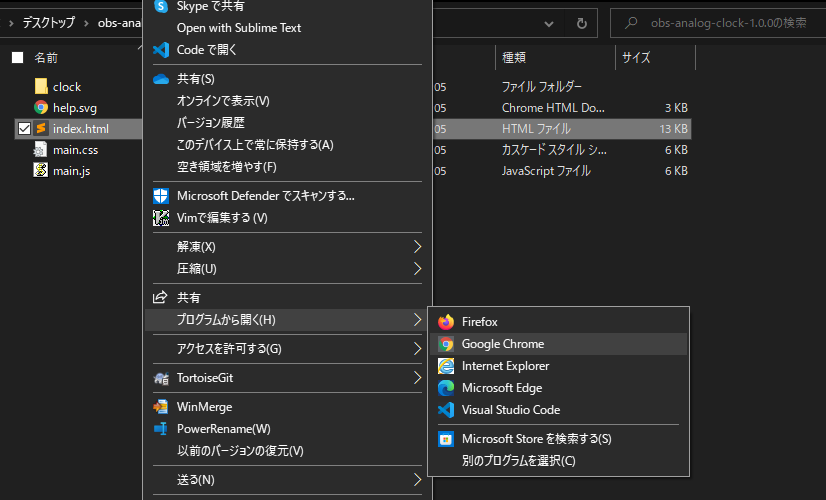 デスクトップ
obs-ana
obs-analog-clock-1.0.0の検索
名前
種類
サイズ
clock
05
ファイル フォルダー
help.svg
05
Chrome HTML Do...
3 KB
index.html
05
HTML ファイル
13 KB
main.css
05
カスケード スタイル シ...
6 KB
main.js
05
JavaScript ファイル
6 KB
Skype で共有
Open with Sublime Text
Code で開く
共有(S)
オンラインで表示(V)
バージョン履歴
このデバイス上で常に保持する(A)
空き領域を増やす(F)
Microsoft Defender でスキャンする...
Vimで編集する (V)
解凍(X)
圧縮(U)
共有
プログラムから開く(H)
アクセスを許可する(G)
TortoiseGit
WinMerge
PowerRename(W)
以前のバージョンの復元(V)
送る(N)
Firefox
Google Chrome
Internet Explorer
Microsoft Edge
Visual Studio Code
Microsoft Store を検索する(S)
別のプログラムを選択(C)